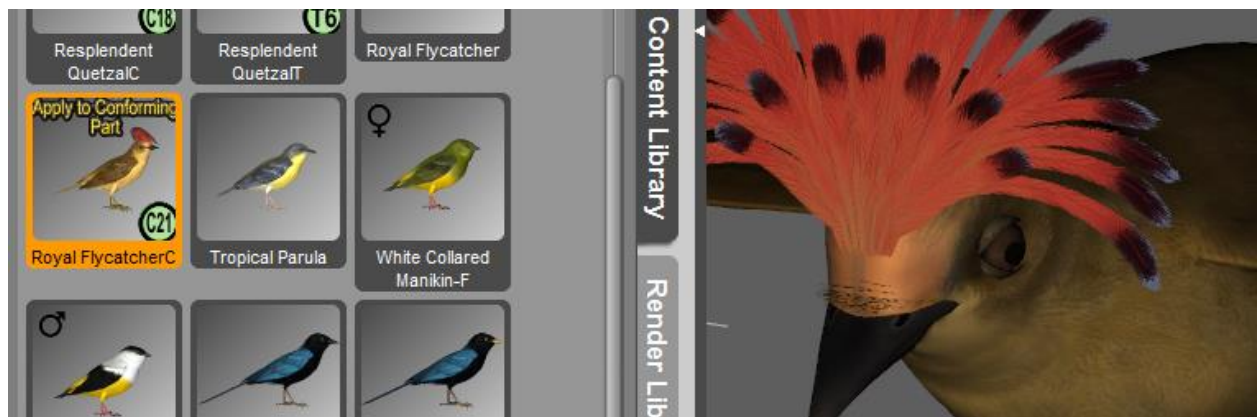 C18
T6
Resplendent
QuetzalC
Resplendent
QuetzalT
Royal Flycatcher
Apply to Conforming
Part
C21
Royal FlycatcherC
Tropical Parula
♀
White Collared
Manikin-F
♂
Content Library
Render Lib